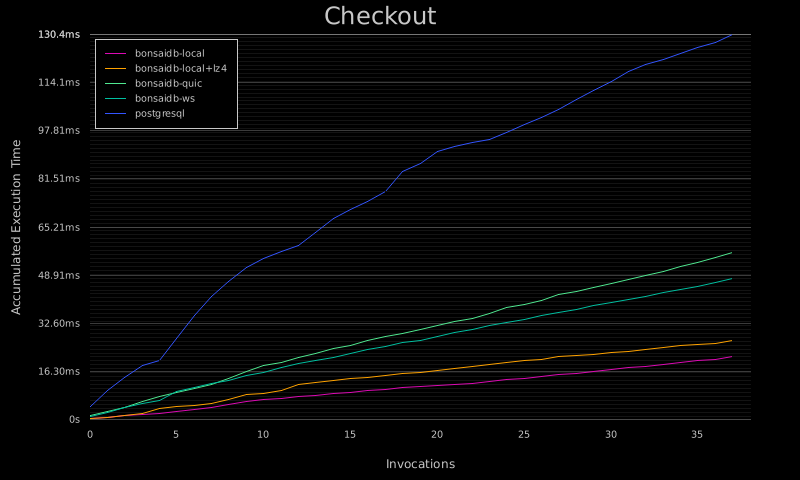 Checkout
130.4ms
114.1ms
97.81ms
81.51ms
65.21ms
48.91ms
32.60ms
16.30ms
0s
bonsaidb-local
bonsaidb-local+lz4
bonsaidb-quic
bonsaidb-ws
postgresql
Accumulated Execution Time
0 5 10 15 20 25 30 35
Invocations